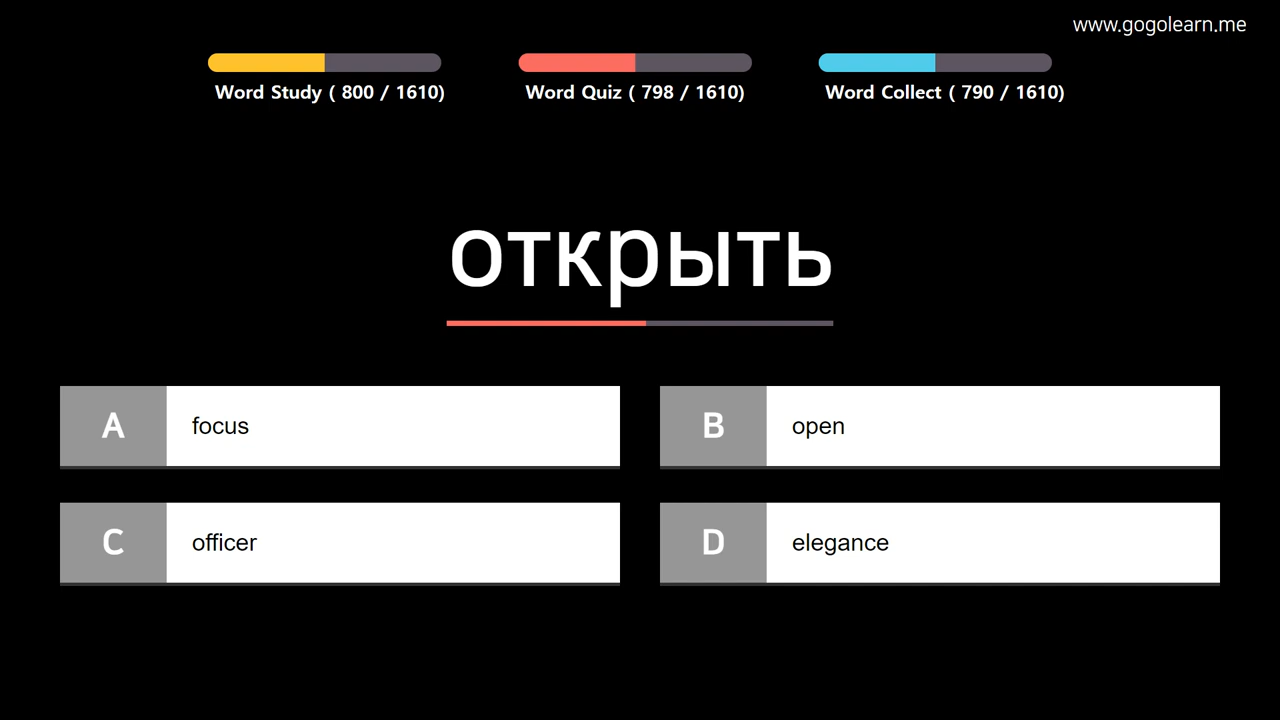 www.gogolearn.me
Word Study ( 800 / 1610)
Word Quiz ( 798 / 1610)
Word Collect ( 790 / 1610)
открыть
A focus
B open
C officer
D elegance